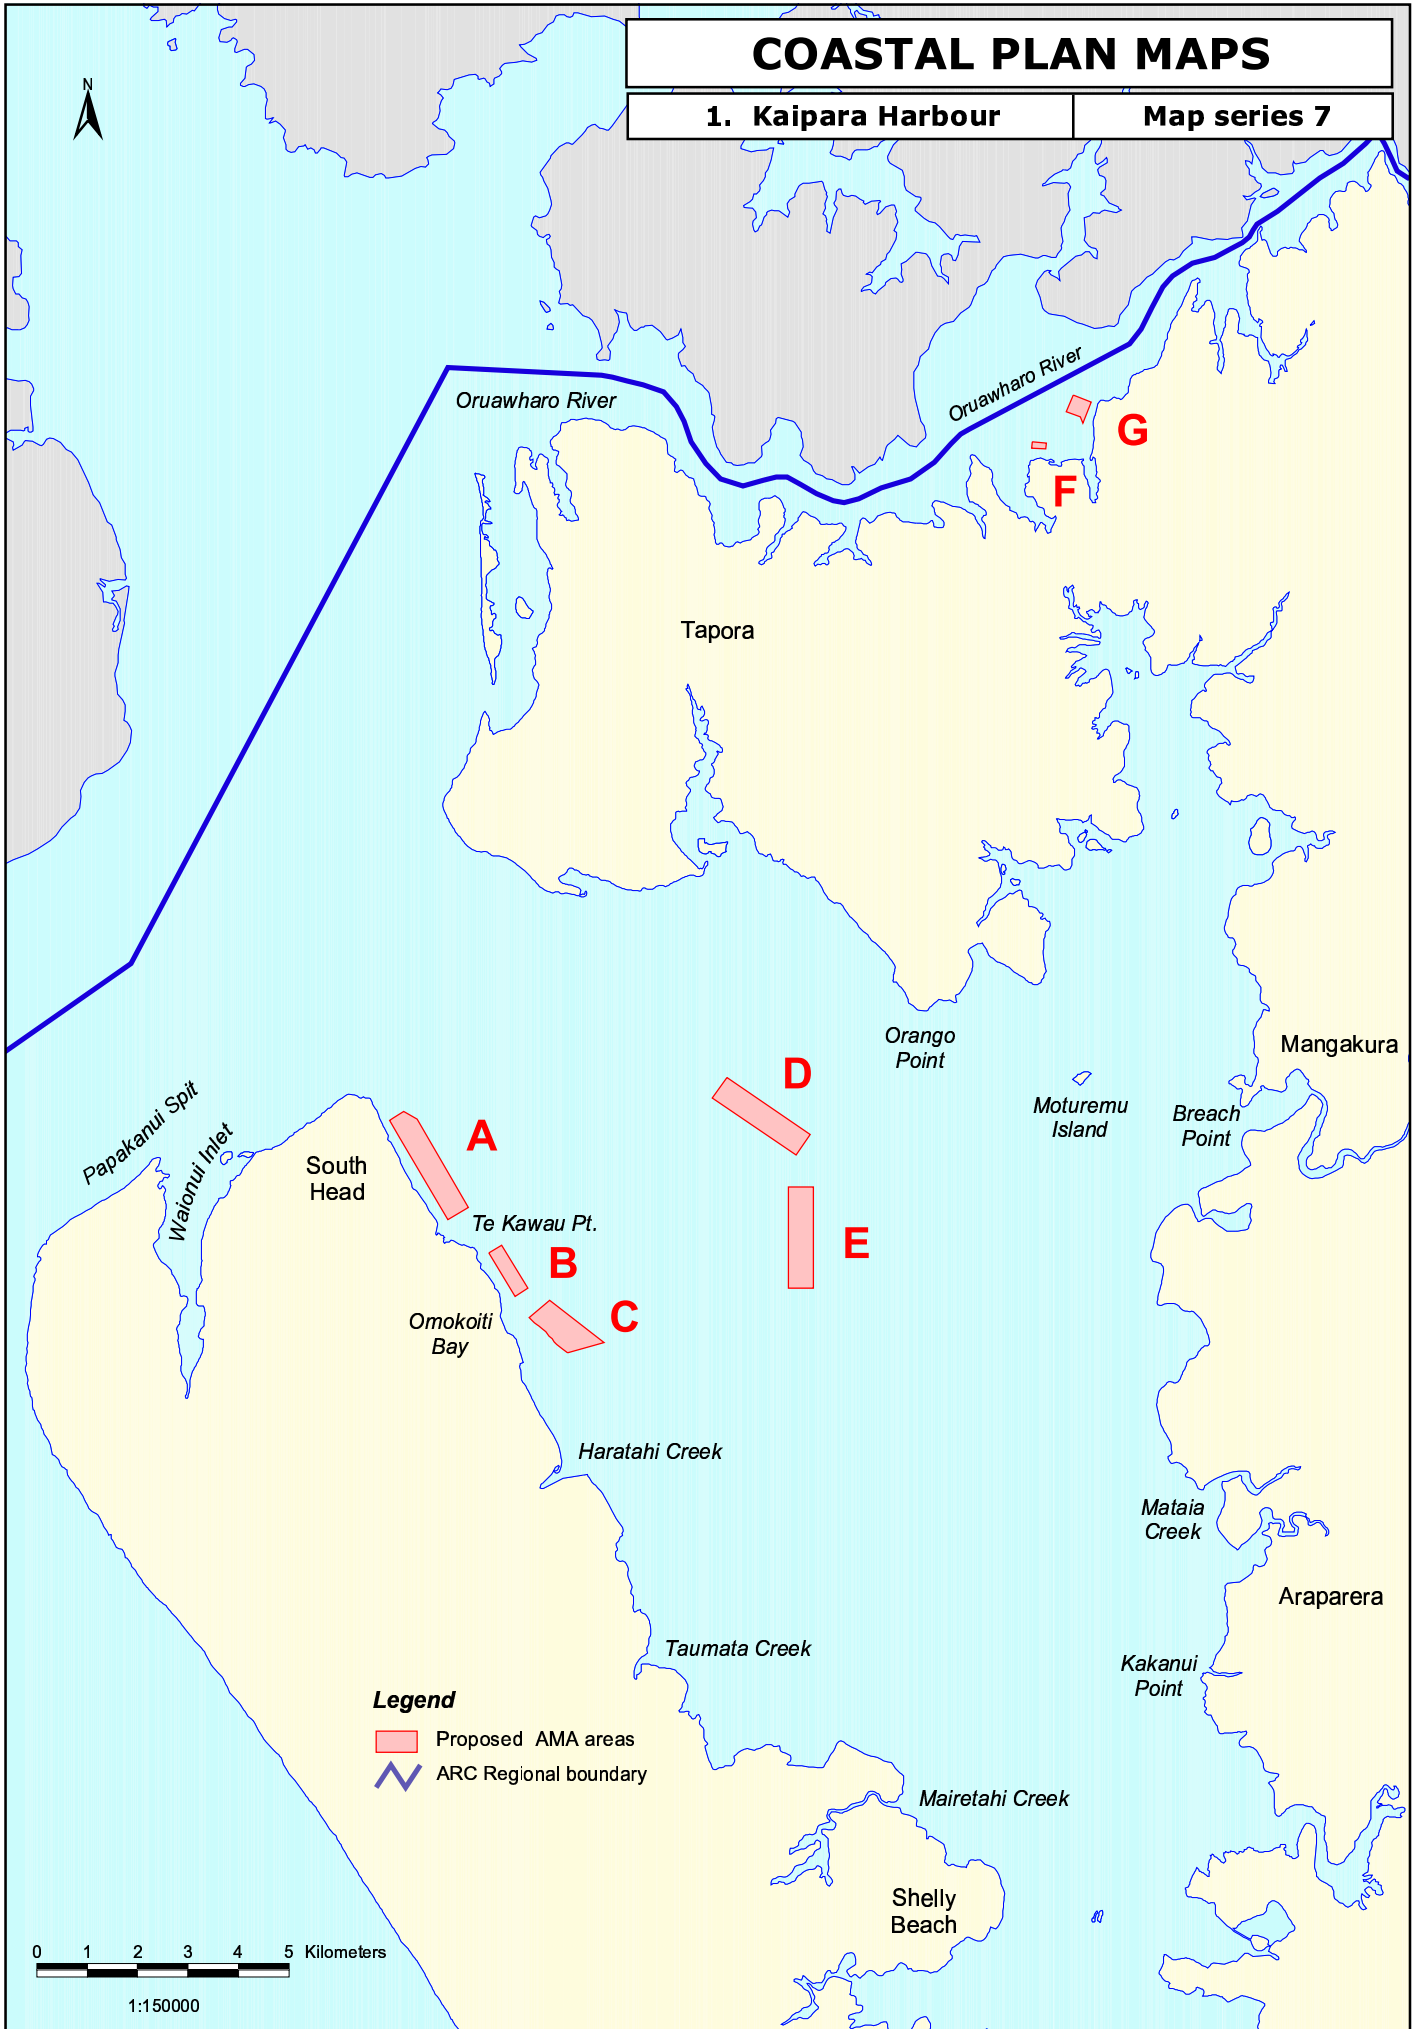 COASTAL PLAN MAPS
1. Kaipara Harbour
Map series 7
N
Oruawharo River
Oruawharo River
G
F
Tapora
Orango
Point
Mangakura
D
Moturemu
Island
Breach
Point
Papakanui Spit
Waionui Inlet
South
Head
A
Te Kawau Pt.
B
E
C
Omokoiti
Bay
Haratahi Creek
Mataia
Creek
Araparera
Taumata Creek
Kakanui
Point
Legend
Proposed AMA areas
ARC Regional boundary
Mairetahi Creek
Shelly
Beach
0 1 2 3 4 5 Kilometers
1:150000